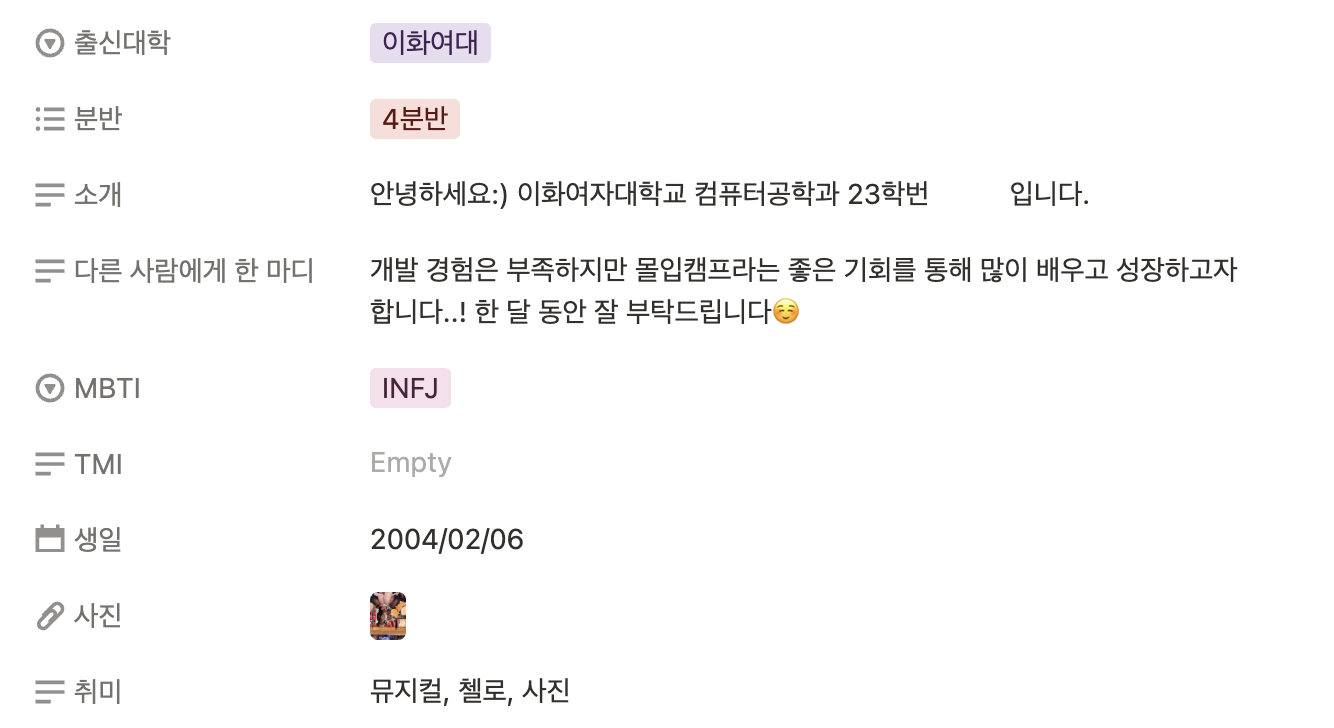 출신대학 이화여대
분반 4분반
소개 안녕하세요:) 이화여자대학교 컴퓨터공학과 23학번 입니다.
다른 사람에게 한 마디 개발 경험은 부족하지만 몰입캠프라는 좋은 기회를 통해 많이 배우고 성장하고자
합니다..! 한 달 동안 잘 부탁드립니다☺️
MBTI INFJ
TMI Empty
생일 2004/02/06
사진
취미 뮤지컬, 첼로, 사진